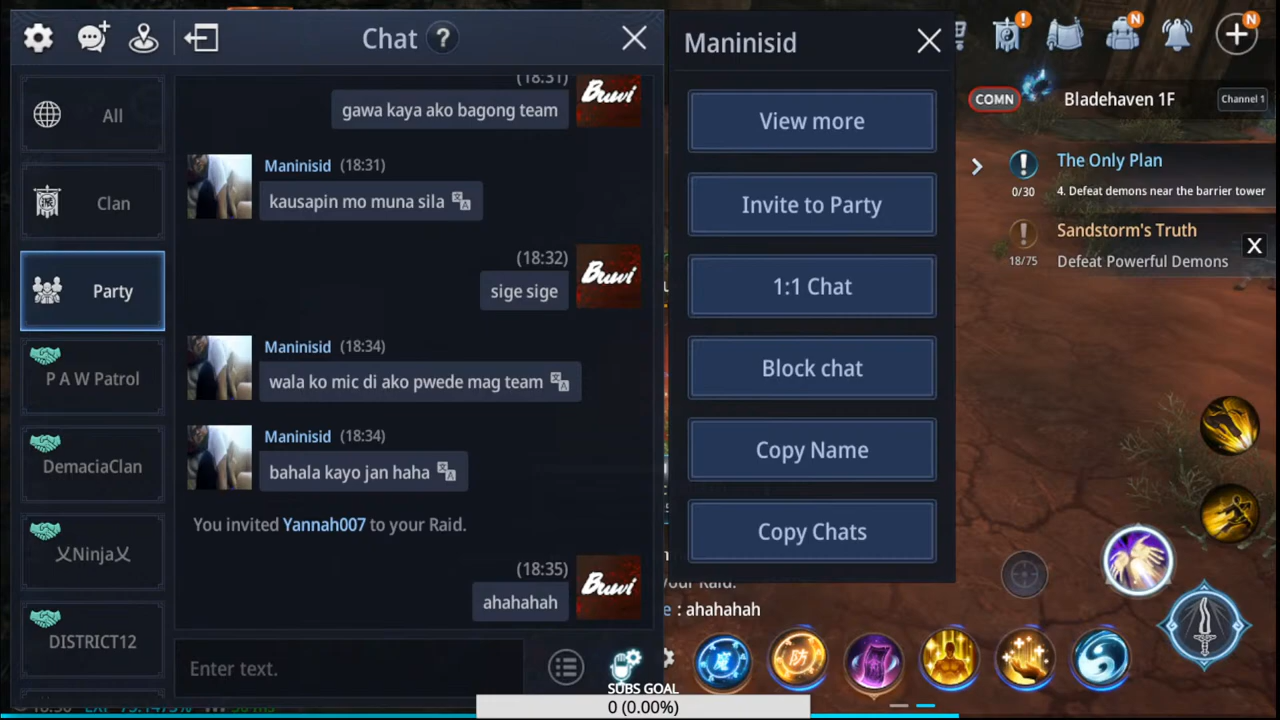 Chat ?
All
Clan
Party
P A W Patrol
DemaciaClan
乂Ninja乂
DISTRICT12
(18:31)
gawa kaya ako bagong team
Buwi
Maninisid (18:31)
kausapin mo muna sila
(18:32)
sige sige
Buwi
Maninisid (18:34)
wala ko mic di ako pwede mag team
Maninisid (18:34)
bahala kayo jan haha
You invited Yannah007 to your Raid.
(18:35)
ahahahah
Buwi
Enter text.
Maninisid
View more
Invite to Party
1:1 Chat
Block chat
Copy Name
Copy Chats
your Raid.
: ahahahah
N
N
COMN
Bladehaven 1F
Channel 1
The Only Plan
0/30
4. Defeat demons near the barrier tower
Sandstorm's Truth
18/75
Defeat Powerful Demons
X
防
SUBS GOAL
0 (0.00%)